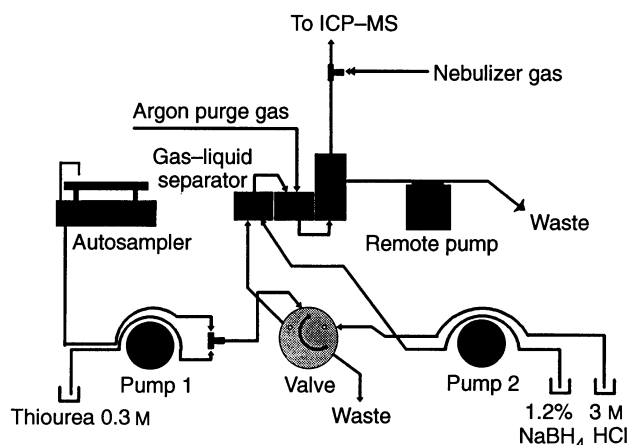 To ICP–MS
Nebulizer gas
Argon purge gas
Gas–liquid
separator
Autosampler
Remote pump
Waste
Pump 1
Valve
Pump 2
Thiourea 0.3 M
Waste
1.2% 3 M
NaBH4 HCl